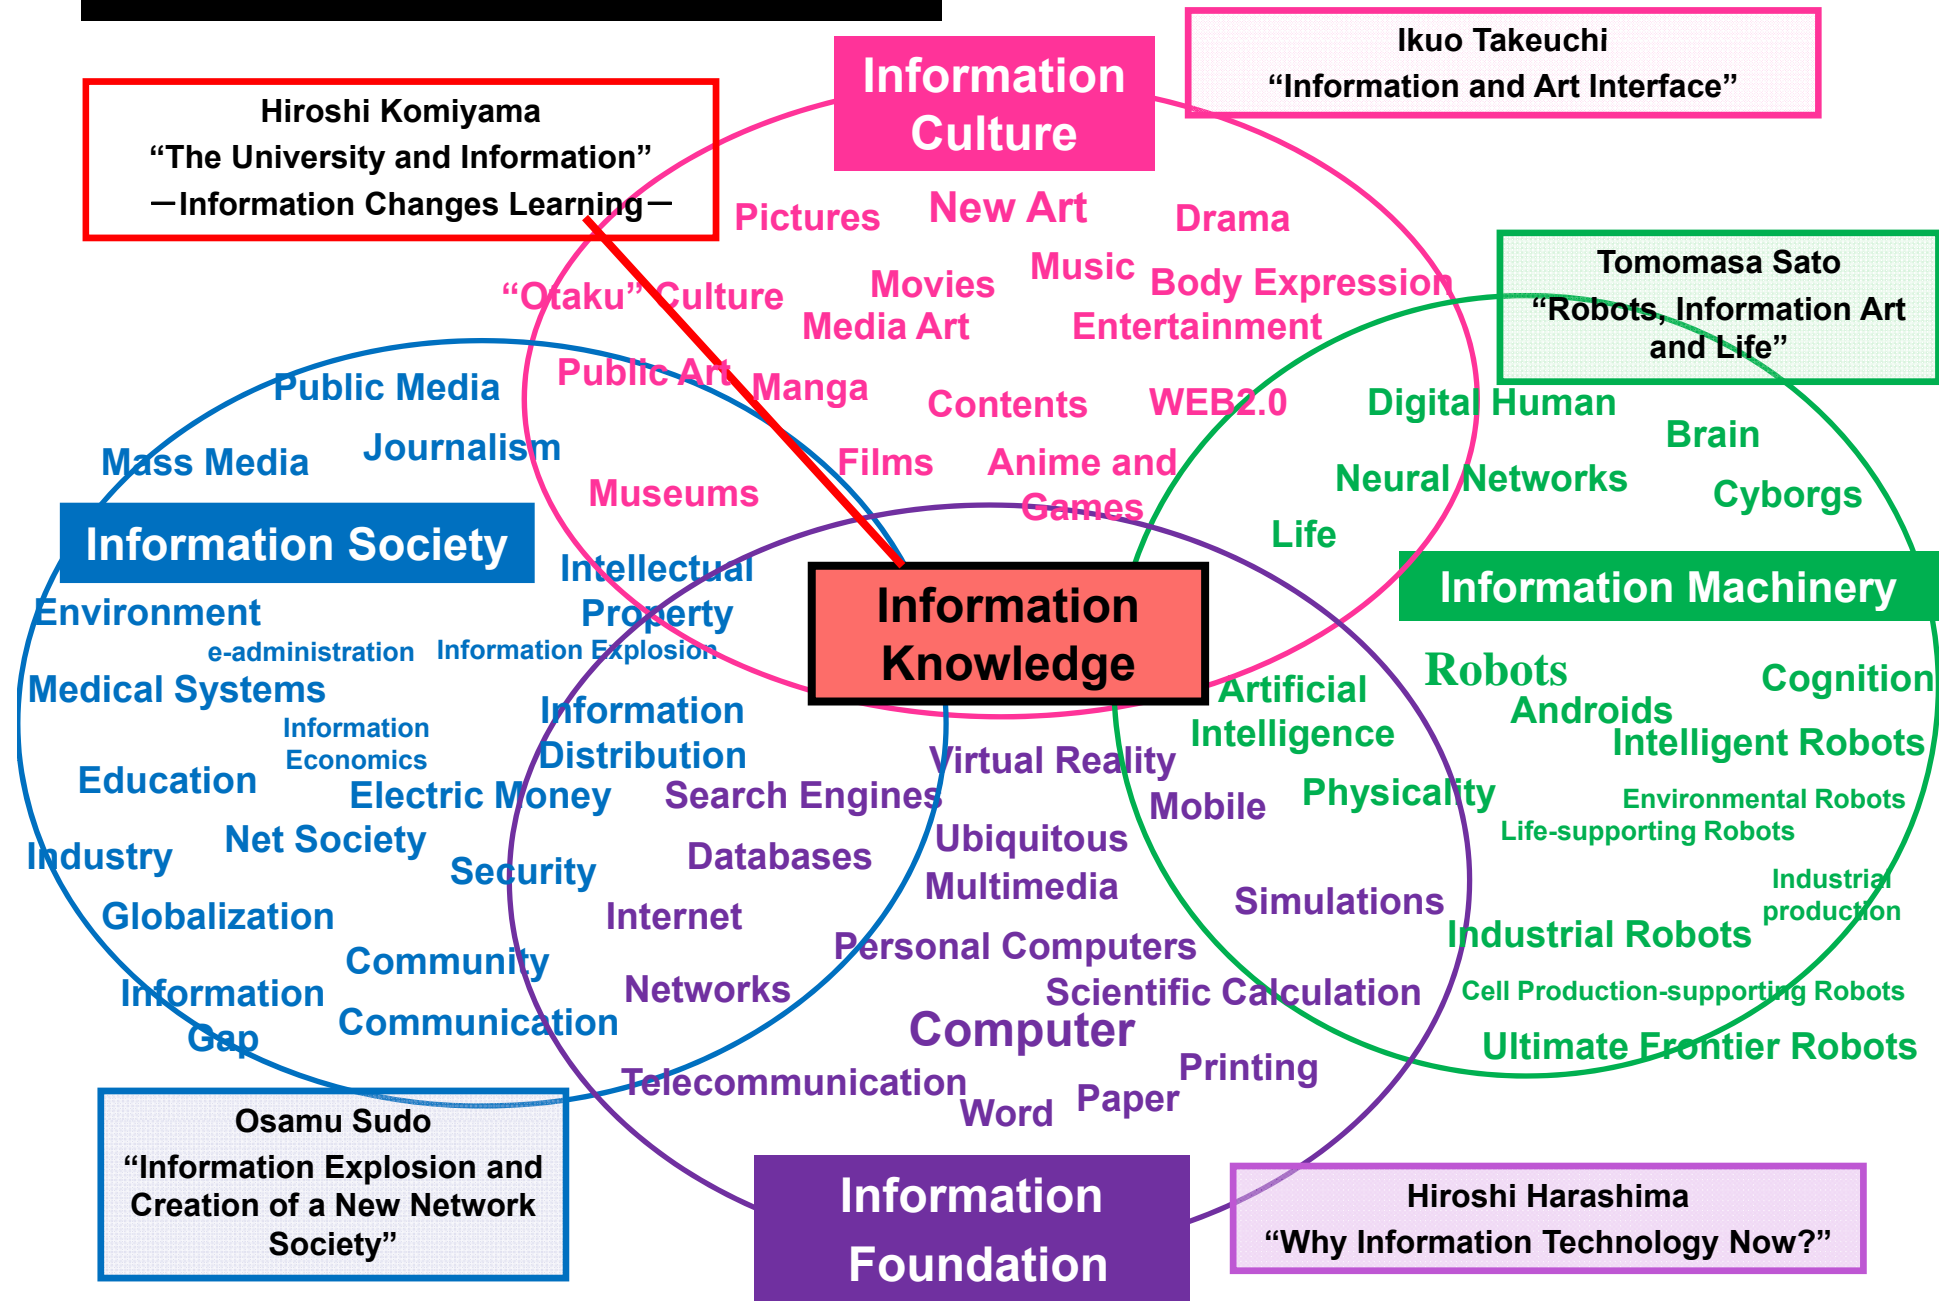 Ikuo Takeuchi
“Information and Art Interface”
Information
Culture
Hiroshi Komiyama
“The University and Information”
－Information Changes Learning－
Pictures
New Art
Drama
Music
Movies
Body Expression
“Otaku” Culture
Media Art
Entertainment
Public Art
Manga
Contents
WEB2.0
Films
Anime and
Games
Museums
Tomomasa Sato
“Robots, Information Art
and Life”
Digital Human
Brain
Neural Networks
Cyborgs
Life
Information Machinery
Robots
Cognition
Artificial
Intelligence
Androids
Intelligent Robots
Physicality
Environmental Robots
Life-supporting Robots
Industrial
production
Industrial Robots
Cell Production-supporting Robots
Ultimate Frontier Robots
Public Media
Journalism
Mass Media
Information Society
Intellectual
Property
Environment
e-administration
Information Explosion
Medical Systems
Information
Economics
Information
Distribution
Education
Electric Money
Net Society
Industry
Security
Globalization
Community
Information
Gap
Communication
Information
Knowledge
Virtual Reality
Search Engines
Mobile
Ubiquitous
Databases
Multimedia
Simulations
Internet
Personal Computers
Networks
Scientific Calculation
Computer
Printing
Telecommunication
Paper
Word
Information
Foundation
Osamu Sudo
“Information Explosion and
Creation of a New Network
Society”
Hiroshi Harashima
“Why Information Technology Now?”